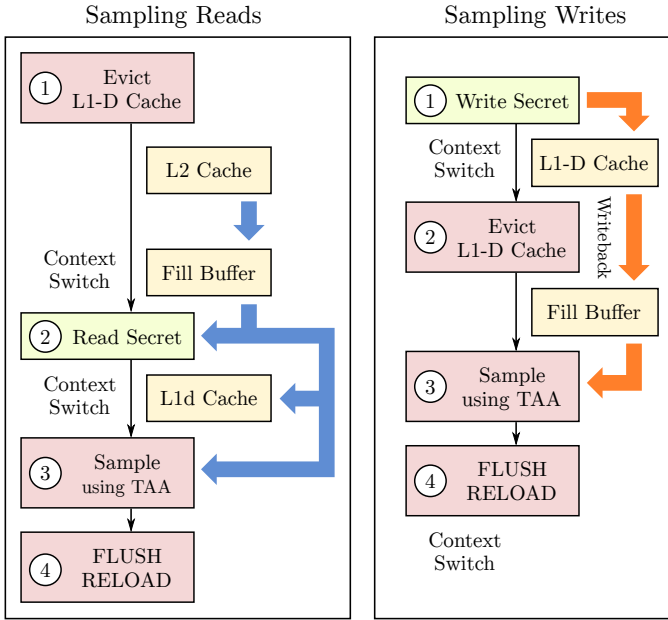 Sampling Reads
1
Evict
L1-D Cache
L2 Cache
Context
Switch
Fill Buffer
2
Read Secret
Context
Switch
L1d Cache
3
Sample
using TAA
4
FLUSH
RELOAD
Sampling Writes
1
Write Secret
Context
Switch
L1-D Cache
2
Evict
L1-D Cache
Writeback
Fill Buffer
3
Sample
using TAA
4
FLUSH
RELOAD
Context
Switch